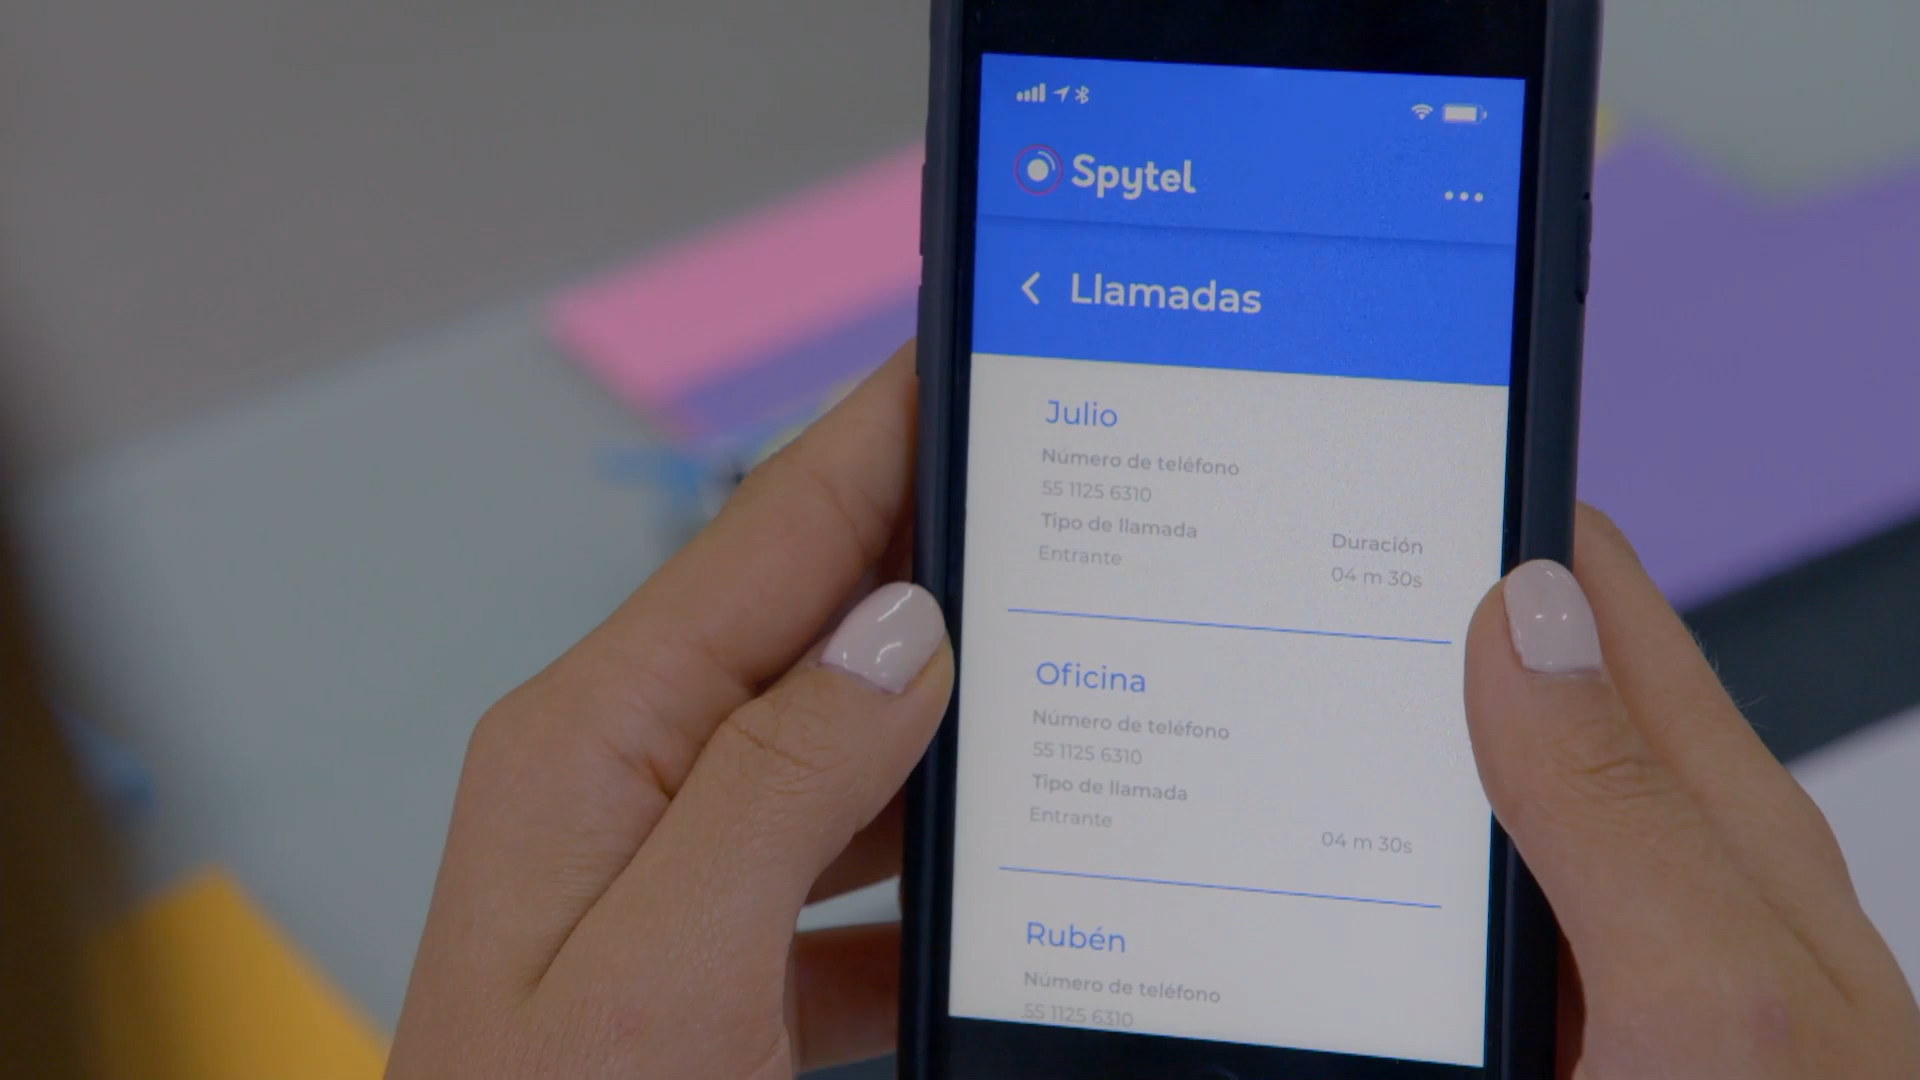 Spytel
Llamadas
Julio
Número de teléfono
55 1125 6310
Tipo de llamada
Entrante
Duración
04 m 30s
Oficina
Número de teléfono
55 1125 6310
Tipo de llamada
Entrante
04 m 30s
Rubén
Número de teléfono
55 1125 6310